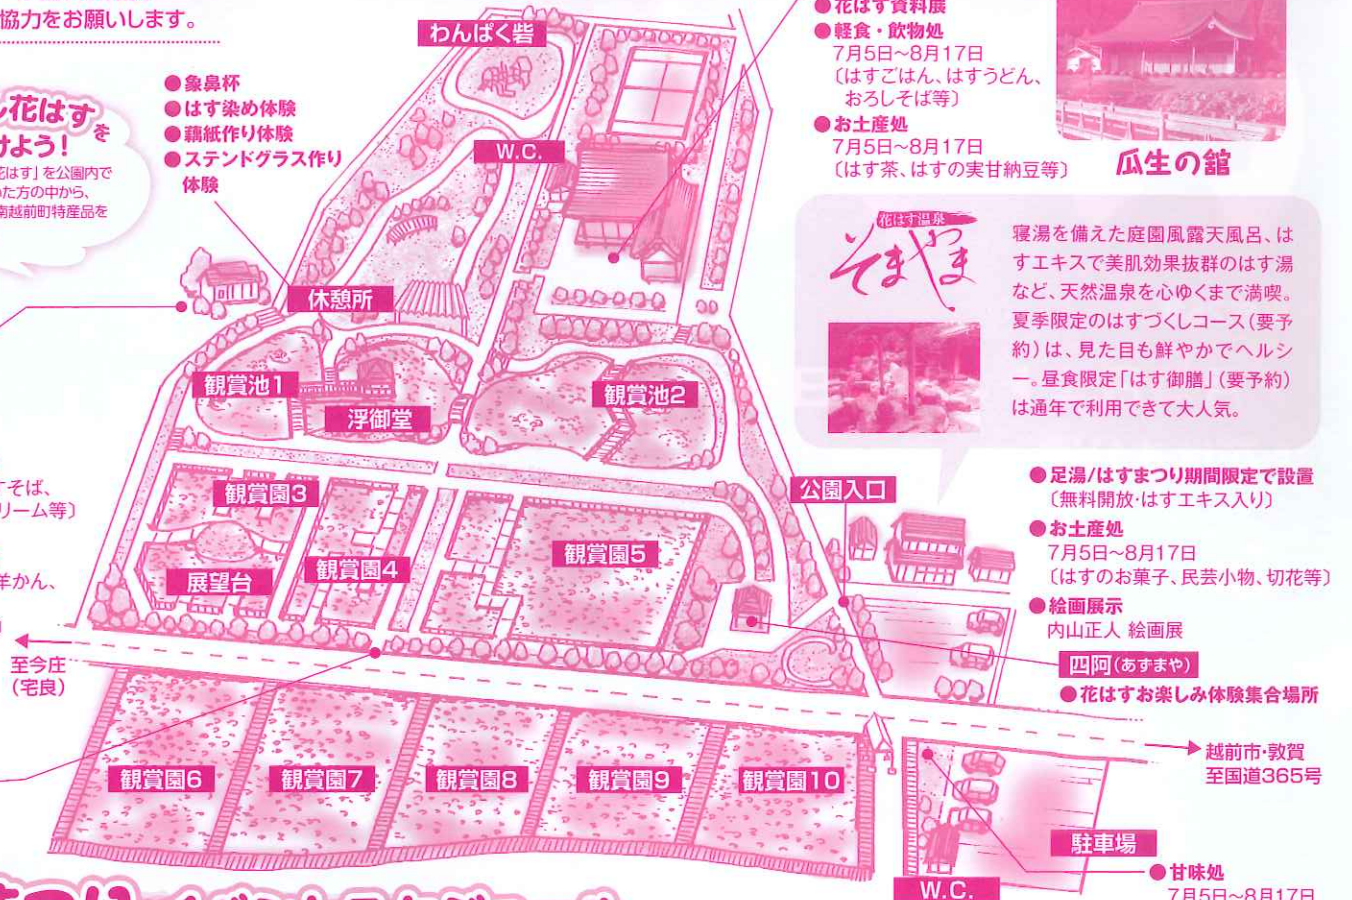 協力をお願いします。
花はす
を
けよう!
花はす」を公園内で
いた方の中から、
南越前町特産品を
●象鼻杯
●はす染め体験
●藕紙作り体験
●ステンドグラス作り
体験
わんぱく砦
W.C.
休憩所
観賞池1
浮御堂
観賞池2
観賞園3
展望台
観賞園4
観賞園5
公園入口
観賞園6
観賞園7
観賞園8
観賞園9
観賞園10
すそば、
リーム等〕
羊かん、
至今庄
(宅良)
●花はす資料展
●軽食・飲物処
7月5日〜8月17日
〔はすごはん、はすうどん、
おろしそば等〕
●お土産処
7月5日〜8月17日
〔はす茶、はすの実甘納豆等〕
瓜生の舘
花はす温泉
そまやま
寝湯を備えた庭園風露天風呂、は
すエキスで美肌効果抜群のはす湯
など、天然温泉を心ゆくまで満喫。
夏季限定のはすづくしコース(要予
約)は、見た目も鮮やかでヘルシ
ー。昼食限定「はす御膳」(要予約)
は通年で利用できて大人気。
●足湯/はすまつり期間限定で設置
〔無料開放・はすエキス入り〕
●お土産処
7月5日〜8月17日
〔はすのお菓子、民芸小物、切花等〕
●絵画展示
内山正人 絵画展
四阿(あずまや)
●花はすお楽しみ体験集合場所
越前市・敦賀
至国道365号
駐車場
W.C.
●甘味処
7月5日〜8月17日